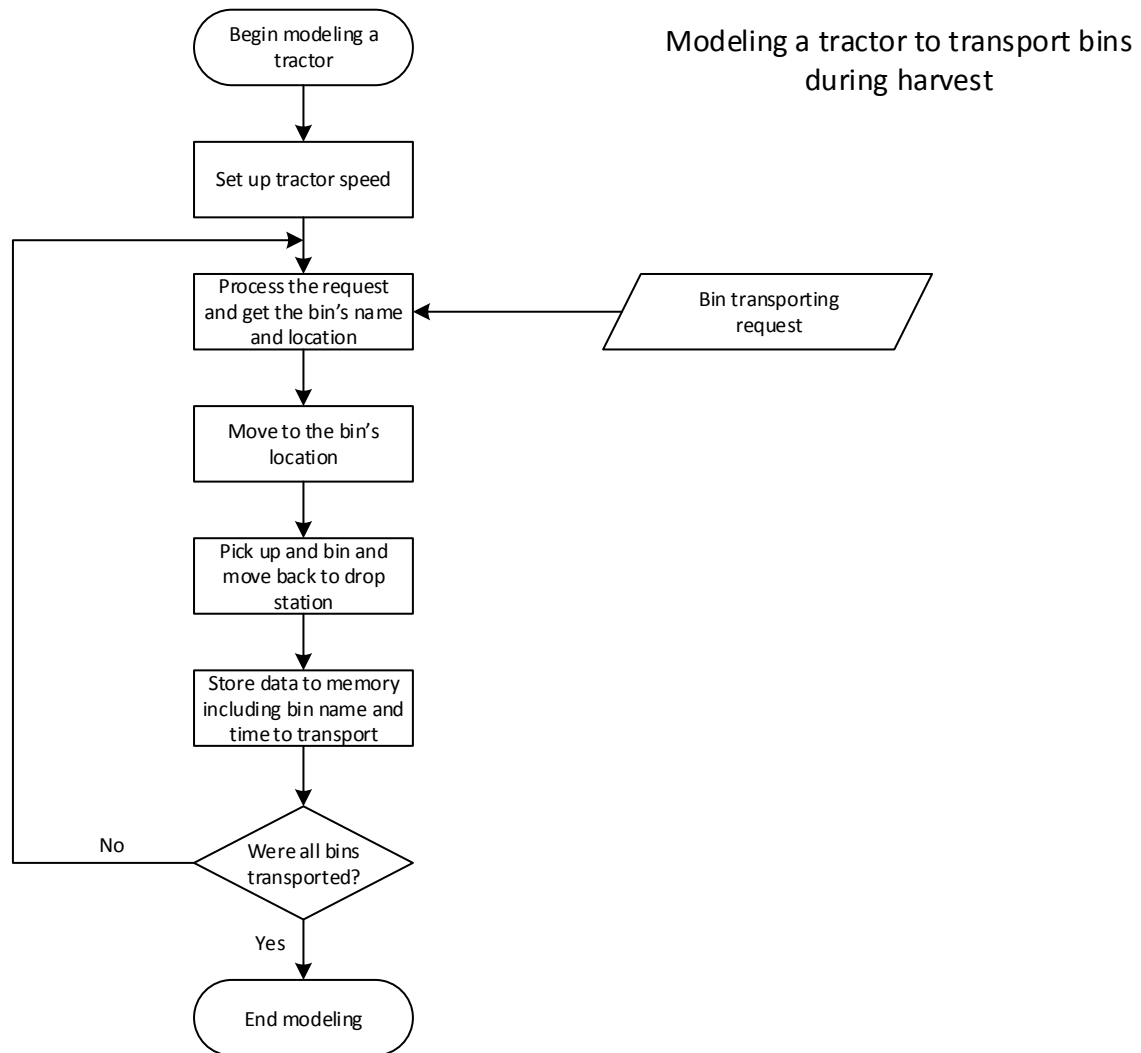 Modeling a tractor to transport bins
during harvest
Begin modeling a
tractor
Set up tractor speed
Process the request
and get the bin’s name
and location
Bin transporting
request
Move to the bin’s
location
Pick up and bin and
move back to drop
station
Store data to memory
including bin name and
time to transport
Were all bins
transported?
No
Yes
End modeling